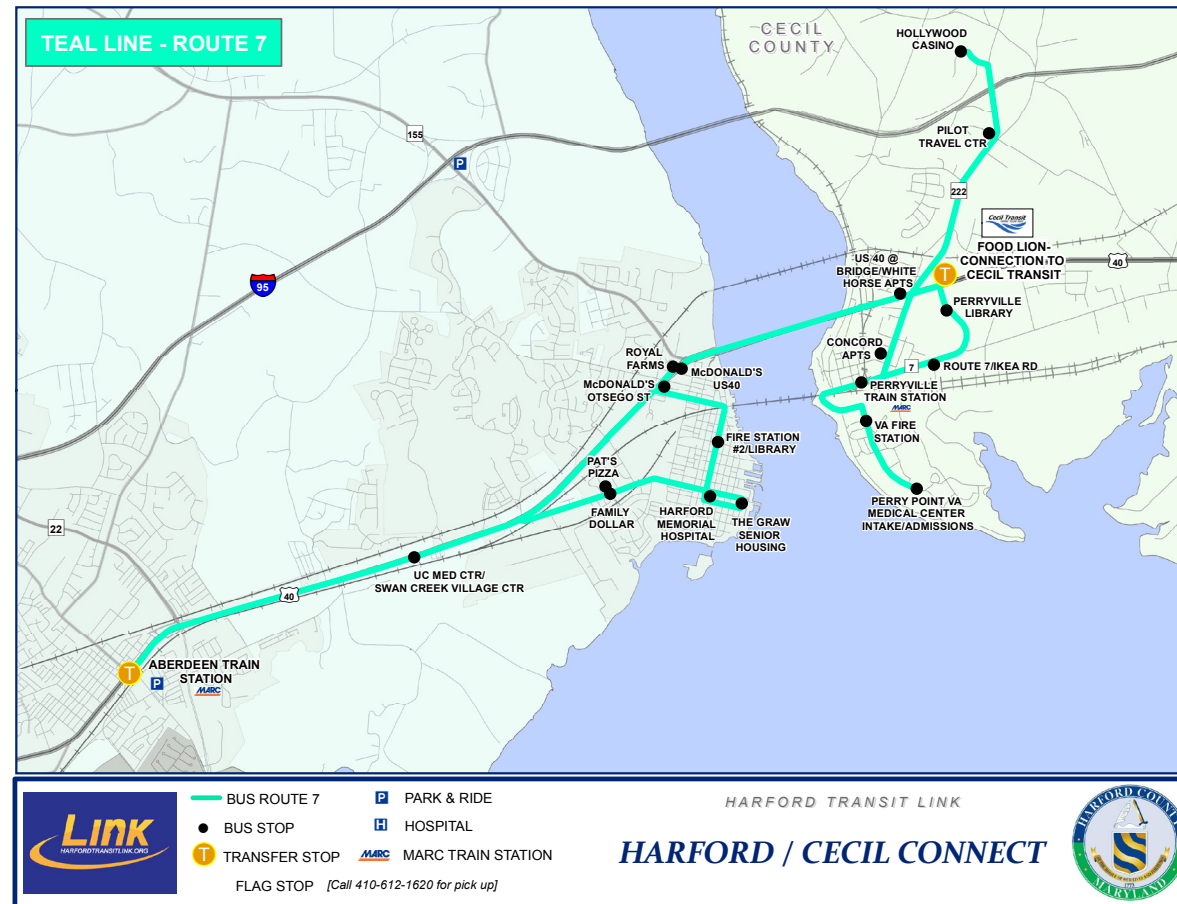 TEAL LINE - ROUTE 7
CECIL
COUNTY
HOLLYWOOD
CASINO
155
P
PILOT
TRAVEL CTR
222
Cecil Transit
FOOD LION-
CONNECTION TO
CECIL TRANSIT
40
T
US 40 @
BRIDGE/WHITE
HORSE APTS
95
PERRYVILLE
LIBRARY
CONCORD
APTS
7
ROUTE 7/IKEA RD
ROYAL
FARMS
McDONALD'S
US40
McDONALD'S
OTSEGO ST
PERRYVILLE
TRAIN STATION
MARC
VA FIRE
STATION
FIRE STATION
#2/LIBRARY
PAT'S
PIZZA
FAMILY
DOLLAR
HARFORD
MEMORIAL
HOSPITAL
THE GRAW
SENIOR
HOUSING
PERRY POINT VA
MEDICAL CENTER
INTAKE/ADMISSIONS
22
UC MED CTR/
SWAN CREEK VILLAGE CTR
40
T
ABERDEEN TRAIN
STATION
P
MARC
LINK
HARFORDTRANSITLINK.ORG
BUS ROUTE 7
BUS STOP
T TRANSFER STOP
FLAG STOP [Call 410-612-1620 for pick up]
P PARK & RIDE
H HOSPITAL
MARC MARC TRAIN STATION
HARFORD TRANSIT LINK
HARFORD / CECIL CONNECT
HARFORD COUNTY
MARYLAND